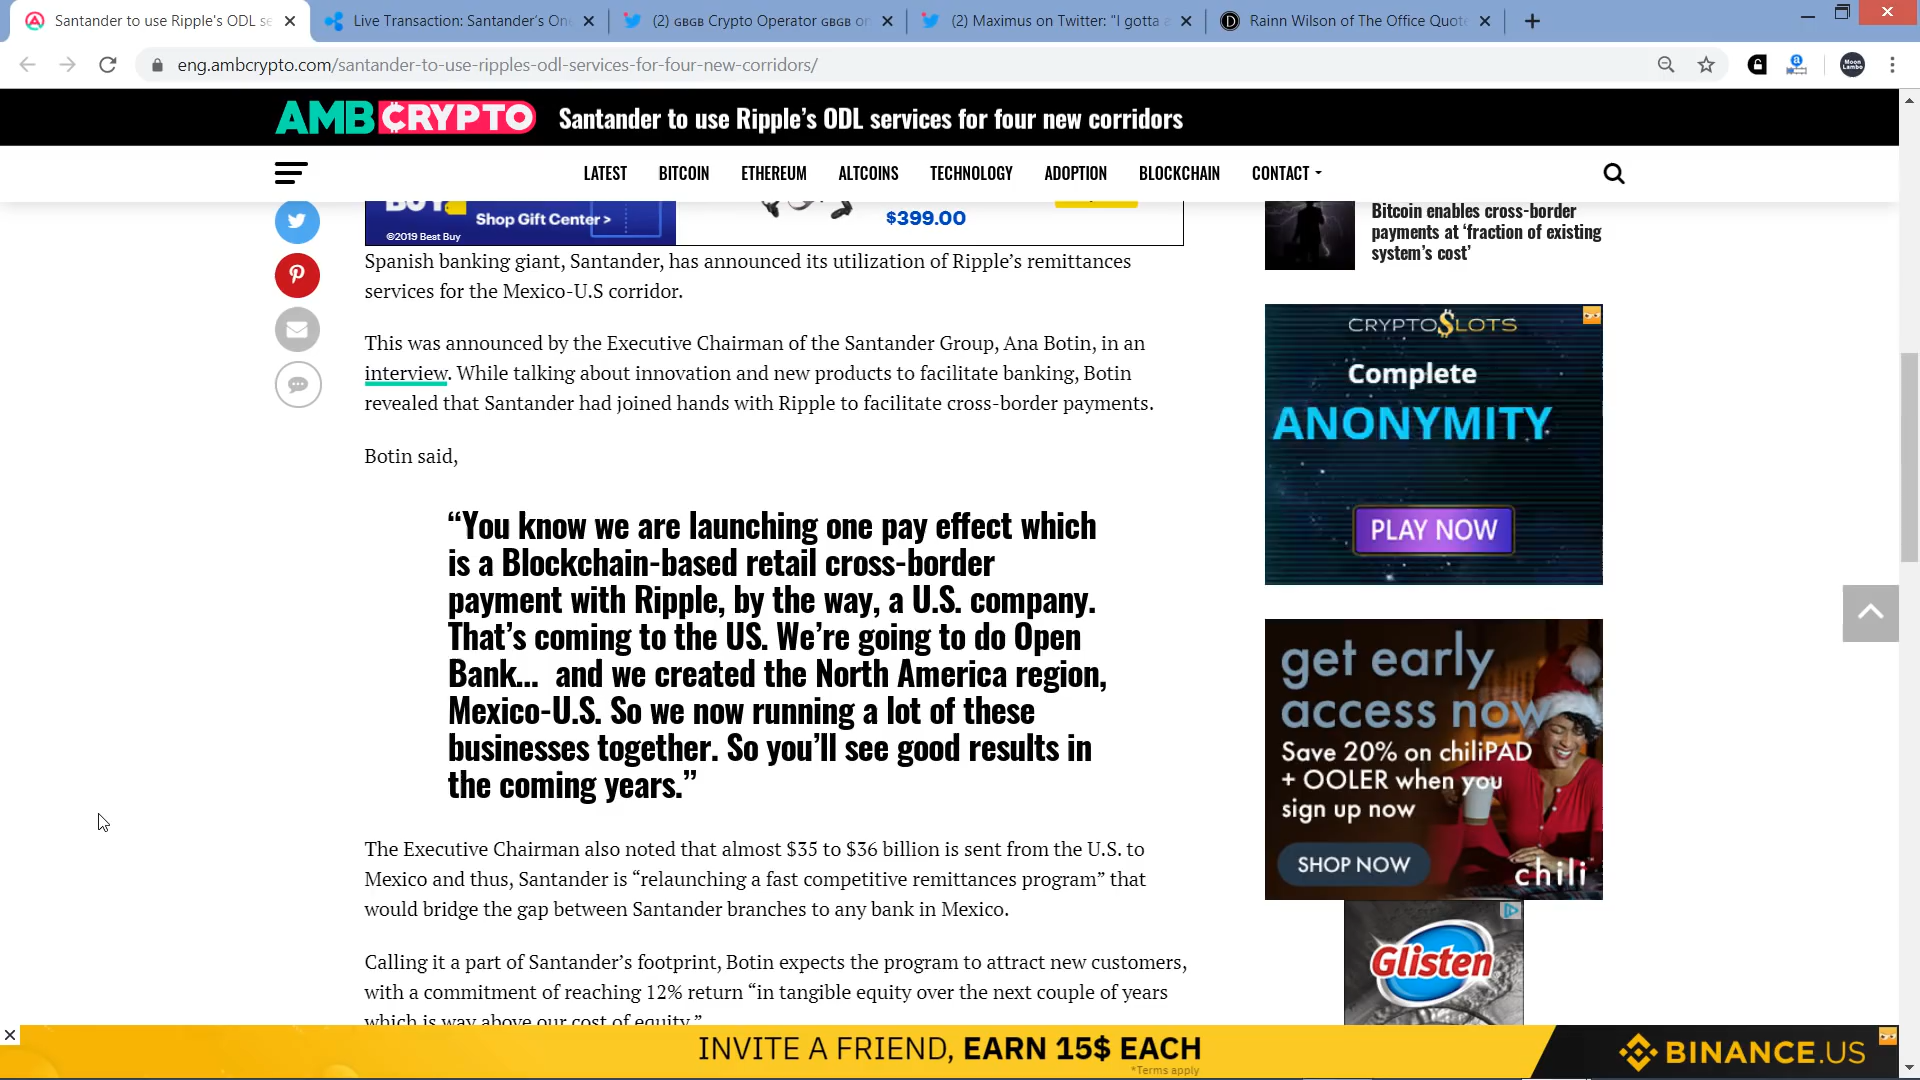 Santander to use Ripple's ODL se
Live Transaction: Santander's On
(2) GBGB Crypto Operator GBGB on
(2) Maximus on Twitter: "I gotta a
Rainn Wilson of The Office Quote
eng.ambcrypto.com/santander-to-use-ripples-odl-services-for-four-new-corridors/
Moon
Lambo
AMBCRYPTO
Santander to use Ripple's ODL services for four new corridors
LATEST
BITCOIN
ETHEREUM
ALTCOINS
TECHNOLOGY
ADOPTION
BLOCKCHAIN
CONTACT
BUY
Shop Gift Center >
©2019 Best Buy
$399.00
Spanish banking giant, Santander, has announced its utilization of Ripple's remittances
services for the Mexico-U.S corridor.
This was announced by the Executive Chairman of the Santander Group, Ana Botin, in an
interview. While talking about innovation and new products to facilitate banking, Botin
revealed that Santander had joined hands with Ripple to facilitate cross-border payments.
Botin said,
“You know we are launching one pay effect which
is a Blockchain-based retail cross-border
payment with Ripple, by the way, a U.S. company.
That’s coming to the US. We’re going to do Open
Bank… and we created the North America region,
Mexico-U.S. So we now running a lot of these
businesses together. So you’ll see good results in
the coming years.”
The Executive Chairman also noted that almost $35 to $36 billion is sent from the U.S. to
Mexico and thus, Santander is “relaunching a fast competitive remittances program” that
would bridge the gap between Santander branches to any bank in Mexico.
Calling it a part of Santander’s footprint, Botin expects the program to attract new customers,
with a commitment of reaching 12% return “in tangible equity over the next couple of years
which is way above our cost of equity.”
Bitcoin enables cross-border
payments at ‘fraction of existing
system’s cost’
CRYPTOSLOTS
Complete
ANONYMITY
PLAY NOW
get early
access now
Save 20% on chiliPAD
+ OOLER when you
sign up now
SHOP NOW
chili
Glisten
INVITE A FRIEND, EARN 15$ EACH
*Terms apply
BINANCE.US